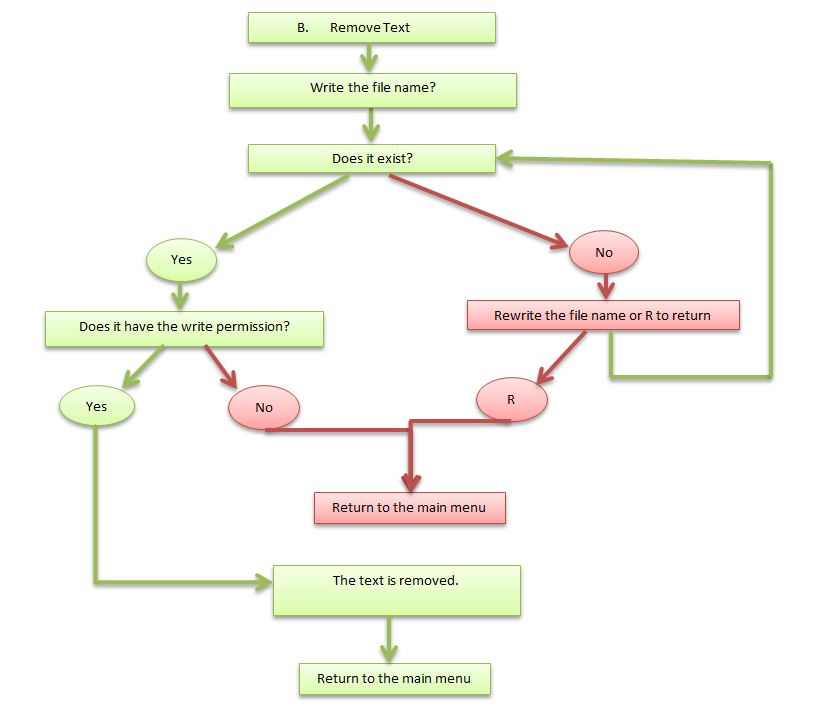 B. Remove Text
Write the file name?
Does it exist?
Yes
No
Does it have the write permission?
Rewrite the file name or R to return
Yes
No
R
Return to the main menu
The text is removed.
Return to the main menu